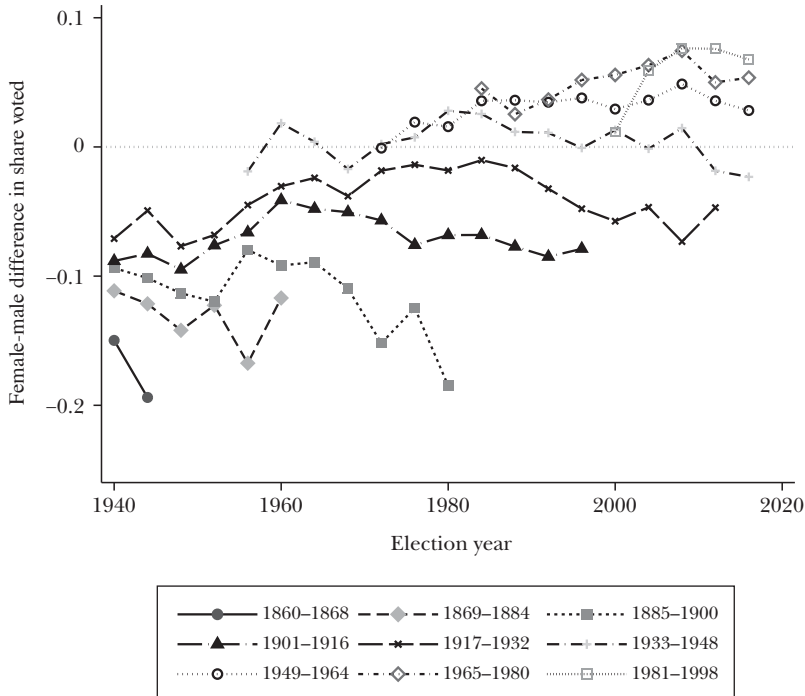 0.1
0
−0.1
−0.2
Female-male difference in share voted
1940 1960 1980 2000 2020
Election year
1860–1868 1869–1884 1885–1900
1901–1916 1917–1932 1933–1948
1949–1964 1965–1980 1981–1998